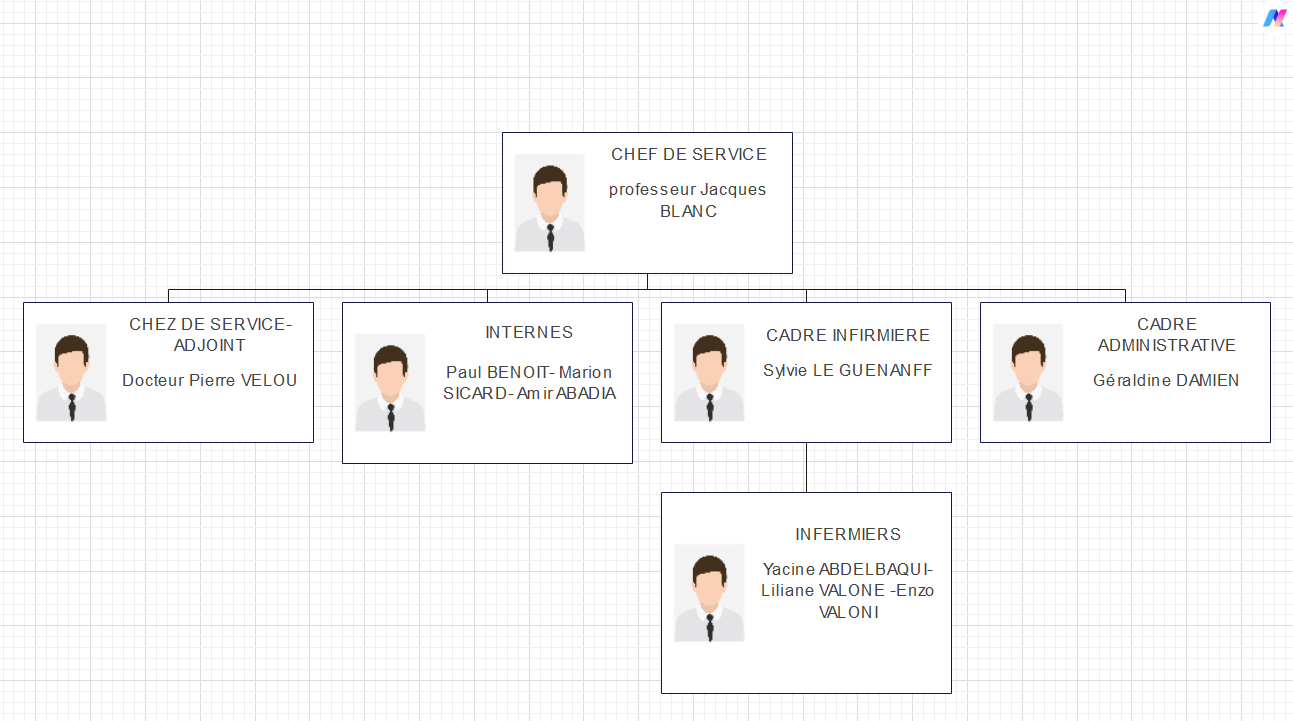 CHEF DE SERVICE
professeur Jacques
BLANC
CHEZ DE SERVICE-
ADJOINT
Docteur Pierre VELOU
INTERNES
Paul BENOIT- Marion
SICARD- Amir ABADIA
CADRE INFIRMIERE
Sylvie LE GUENANFF
CADRE
ADMINISTRATIVE
Géraldine DAMIEN
INFERMIERS
Yacine ABDELBAQUI-
Liliane VALONE -Enzo
VALONI